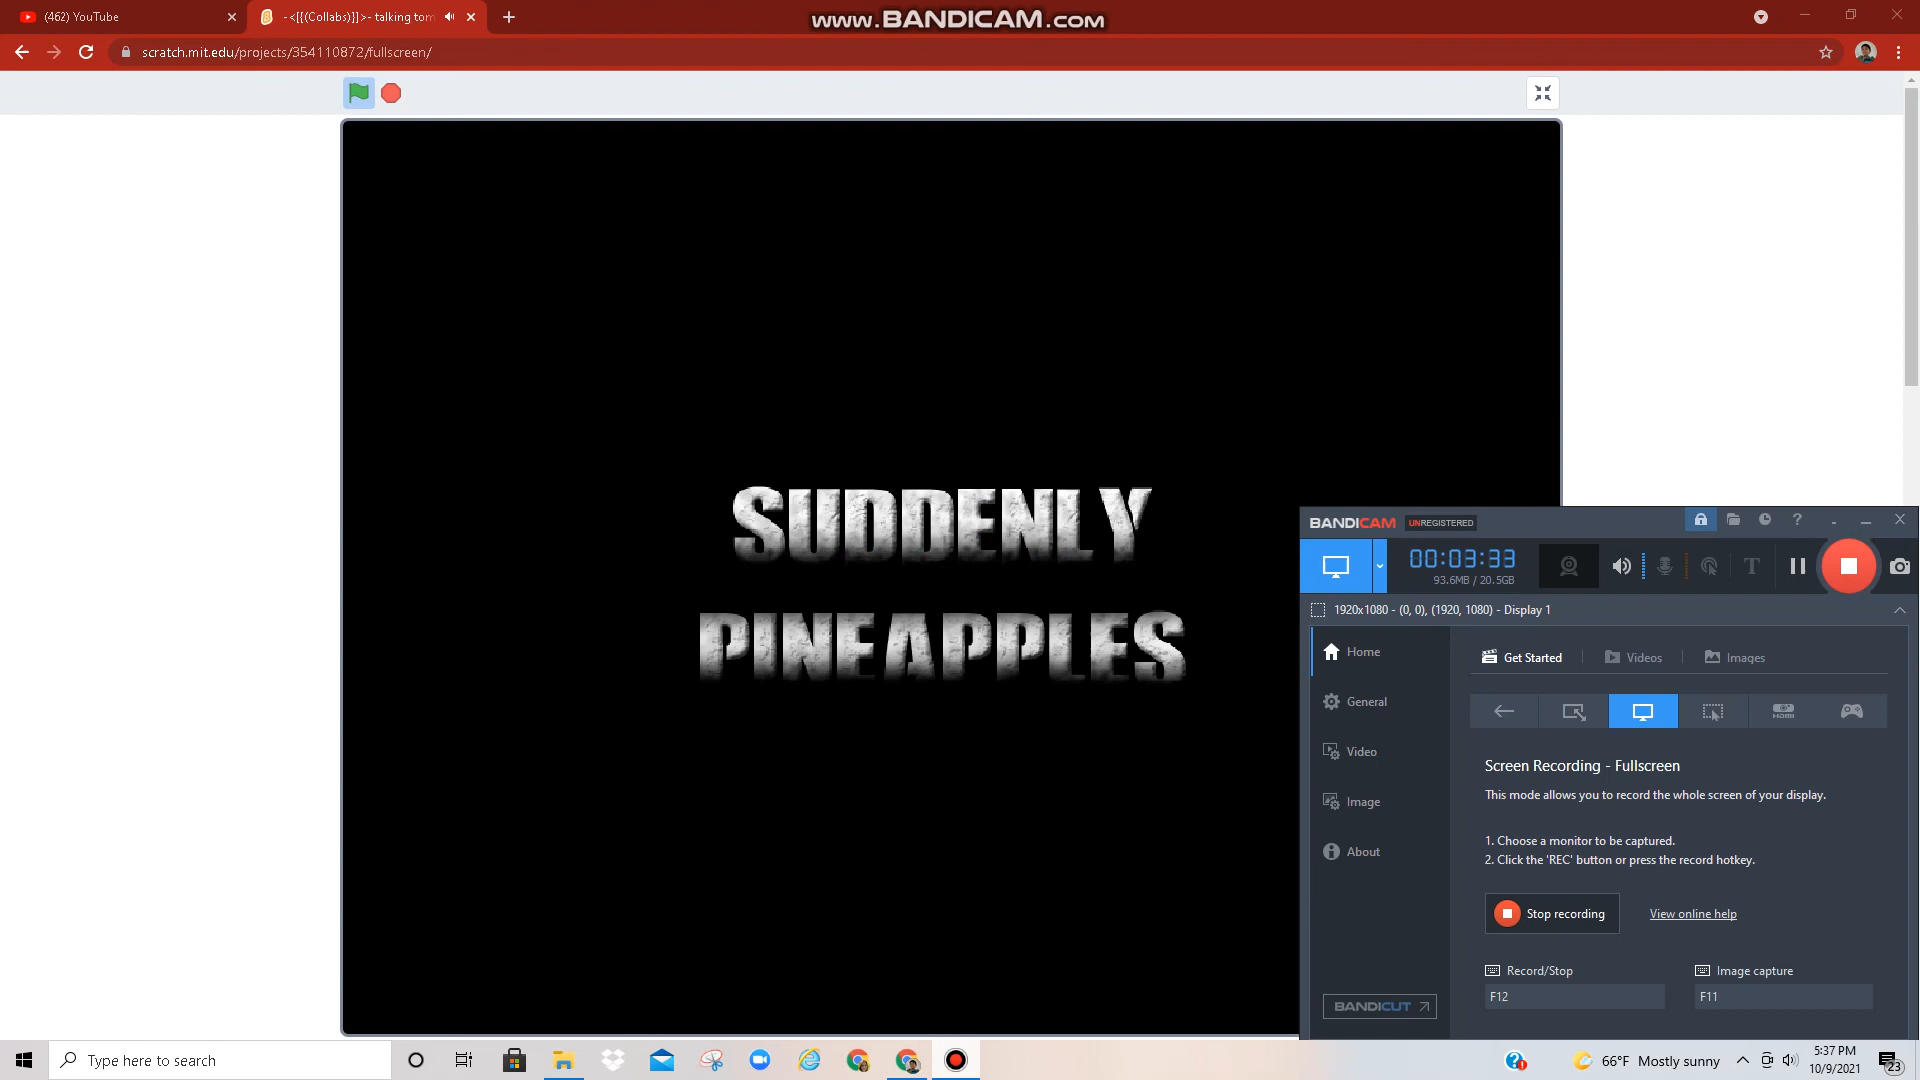 (462) YouTube
-<[[{(Collabs)}]]>- talking tom
www.BANDICAM.com
scratch.mit.edu/projects/354110872/fullscreen/
SUDDENLY
PINEAPPLES
BANDICAM
UNREGISTERED
00:03:33
93.6MB / 20.5GB
1920x1080 - (0, 0), (1920, 1080) - Display 1
Home
General
Video
Image
About
BANDICUT
Get Started
Videos
Images
HDMI
Screen Recording - Fullscreen
This mode allows you to record the whole screen of your display.
1. Choose a monitor to be captured.
2. Click the 'REC' button or press the record hotkey.
Stop recording
View online help
Record/Stop
Image capture
F12
F11
Type here to search
66°F Mostly sunny
5:37 PM
10/9/2021
23